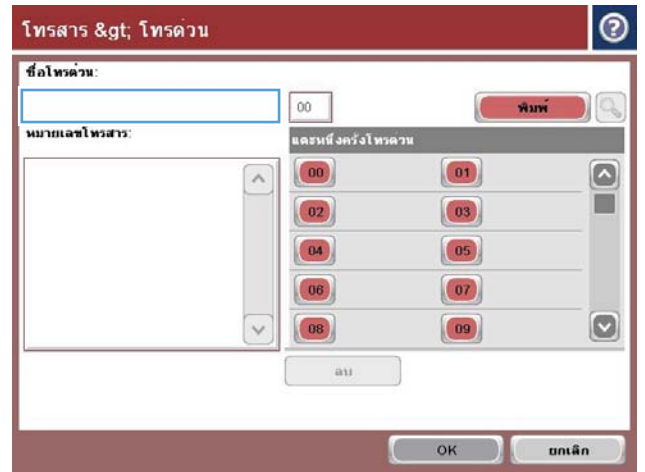 โทรสาร &gt; โทรด่วน
ชื่อโทรด่วน:
00
พิมพ์
หมายเลขโทรสาร:
แตะหนึ่งครั้งโทรด่วน
00
01
02
03
04
05
06
07
08
09
ลบ
OK
ยกเลิก